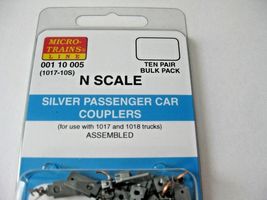 MICRO-
TRAINS
LINE
001 10 005
(1017-10S)
TEN PAIR
BULK PACK
N SCALE
SILVER PASSENGER CAR
COUPLERS
(for use with 1017 and 1018 trucks)
ASSEMBLED